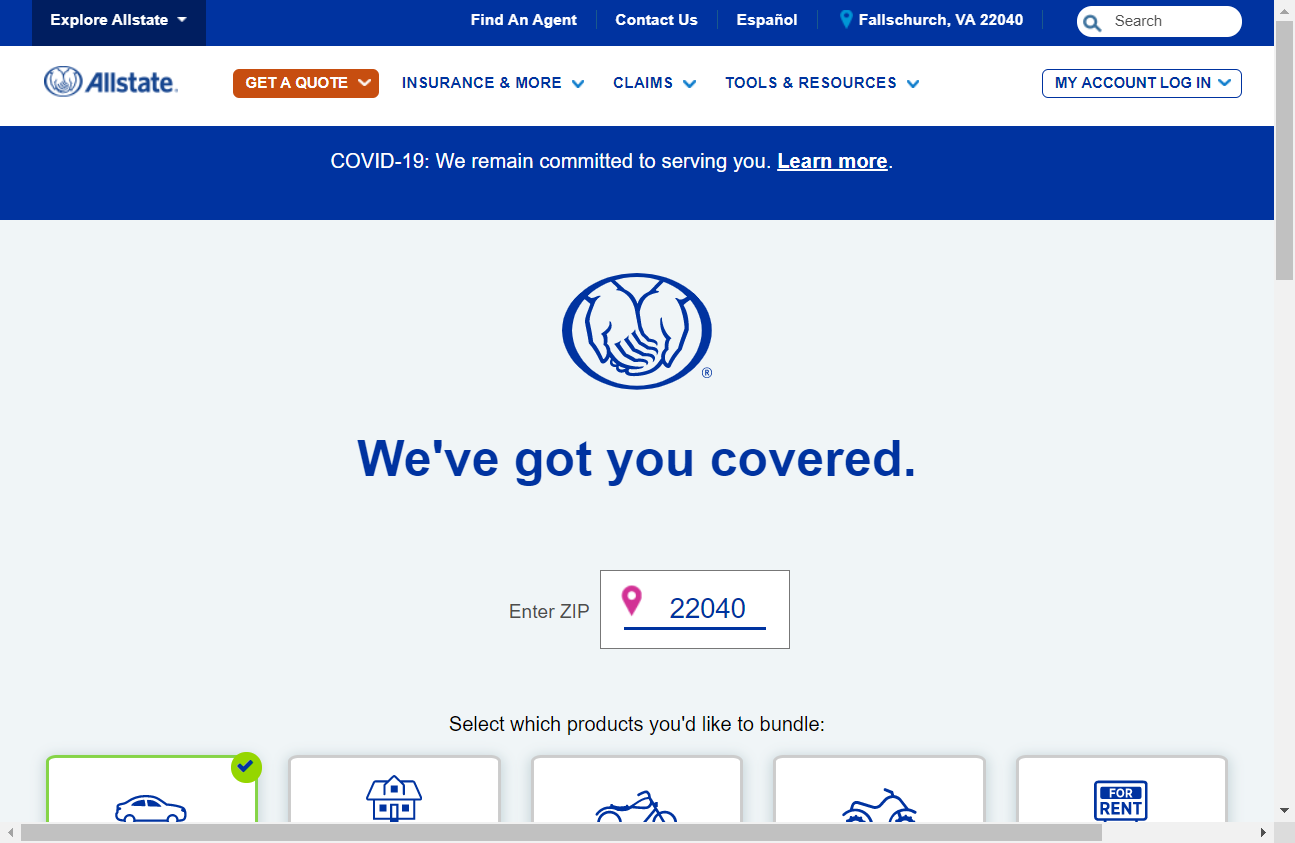 Explore Allstate
Find An Agent
Contact Us
Español
Fallschurch, VA 22040
Search
Allstate.
GET A QUOTE
INSURANCE & MORE
CLAIMS
TOOLS & RESOURCES
MY ACCOUNT LOG IN
COVID-19: We remain committed to serving you. Learn more.
®
We've got you covered.
Enter ZIP
22040
Select which products you'd like to bundle:
FOR
RENT